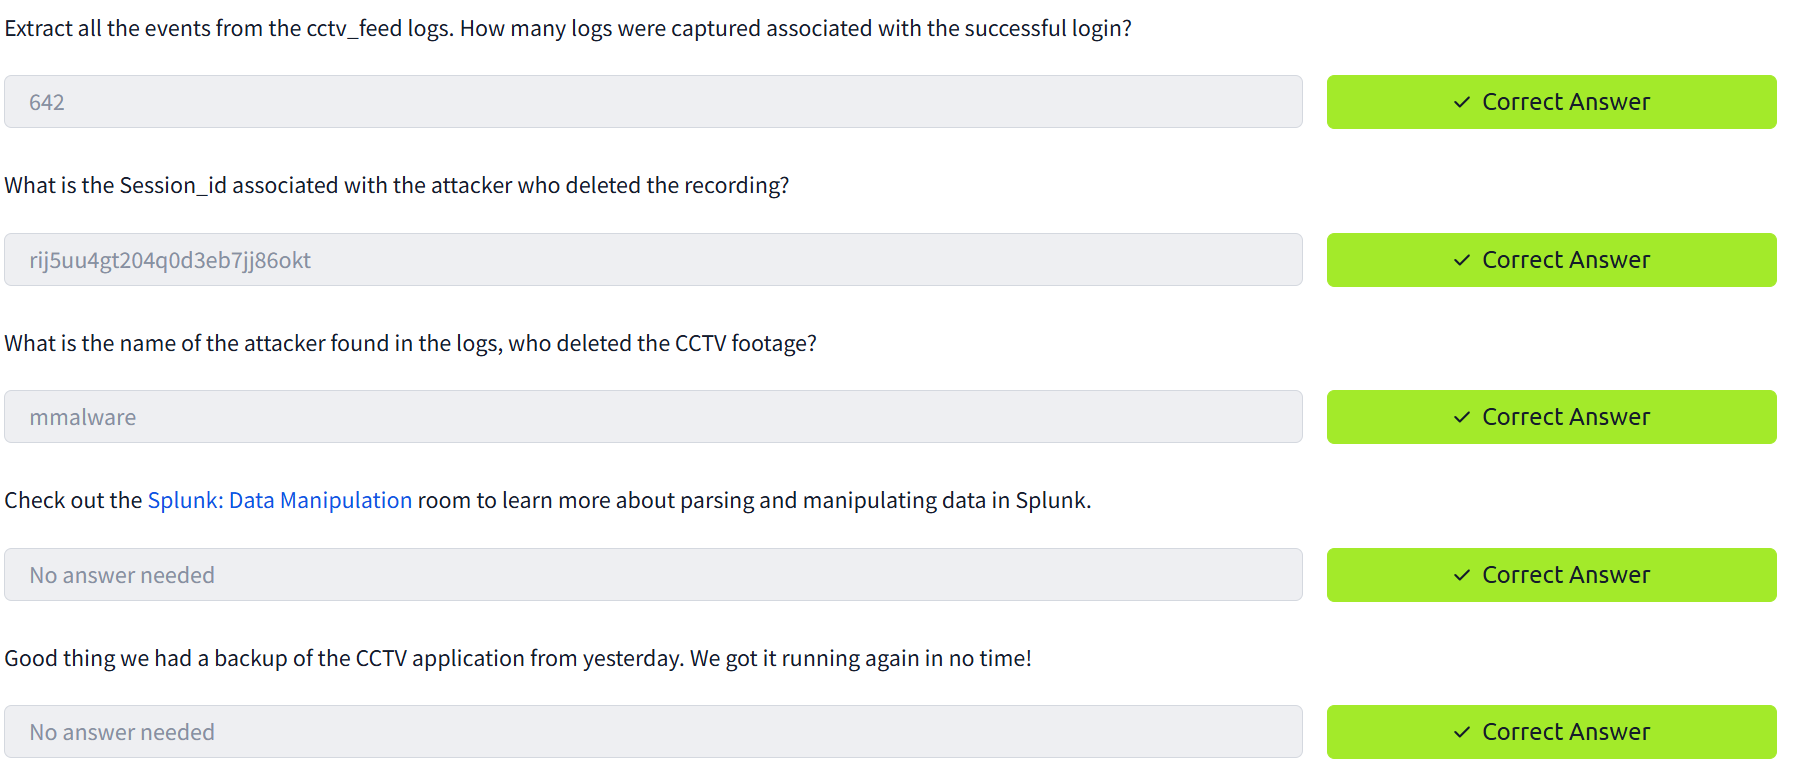 Extract all the events from the cctv_feed logs. How many logs were captured associated with the successful login?
642
✓ Correct Answer
What is the Session_id associated with the attacker who deleted the recording?
rij5uu4gt204q0d3eb7jj86okt
✓ Correct Answer
What is the name of the attacker found in the logs, who deleted the CCTV footage?
mmalware
✓ Correct Answer
Check out the Splunk: Data Manipulation room to learn more about parsing and manipulating data in Splunk.
No answer needed
✓ Correct Answer
Good thing we had a backup of the CCTV application from yesterday. We got it running again in no time!
No answer needed
✓ Correct Answer